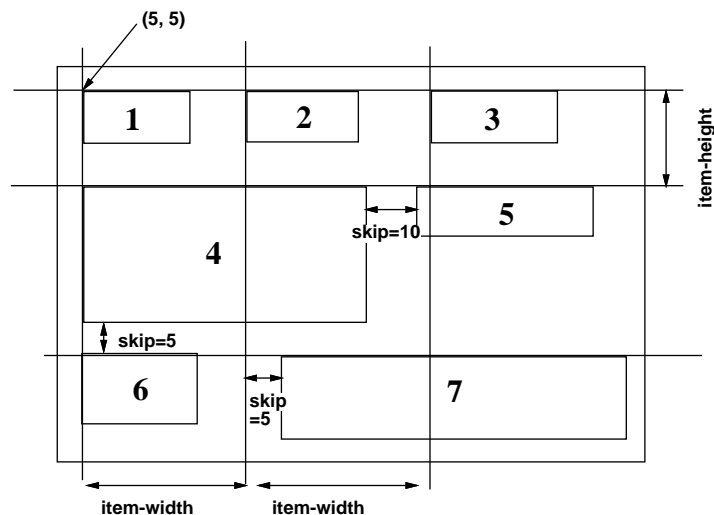 (5, 5)
1
2
3
item-height
4
skip=10
5
skip=5
6
skip
=5
7
item-width
item-width